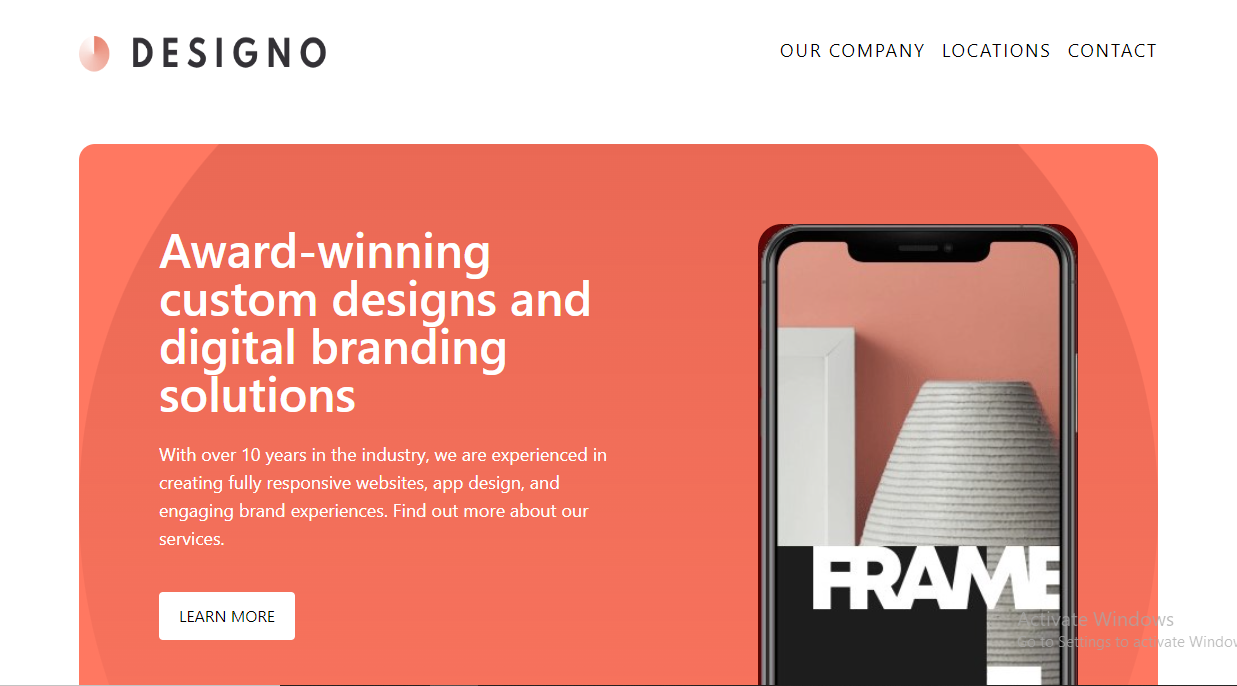 DESIGNO
OUR COMPANY LOCATIONS CONTACT
Award-winning
custom designs and
digital branding
solutions
With over 10 years in the industry, we are experienced in
creating fully responsive websites, app design, and
engaging brand experiences. Find out more about our
services.
LEARN MORE
FRAME
Activate Windows
Go to Settings to activate Window